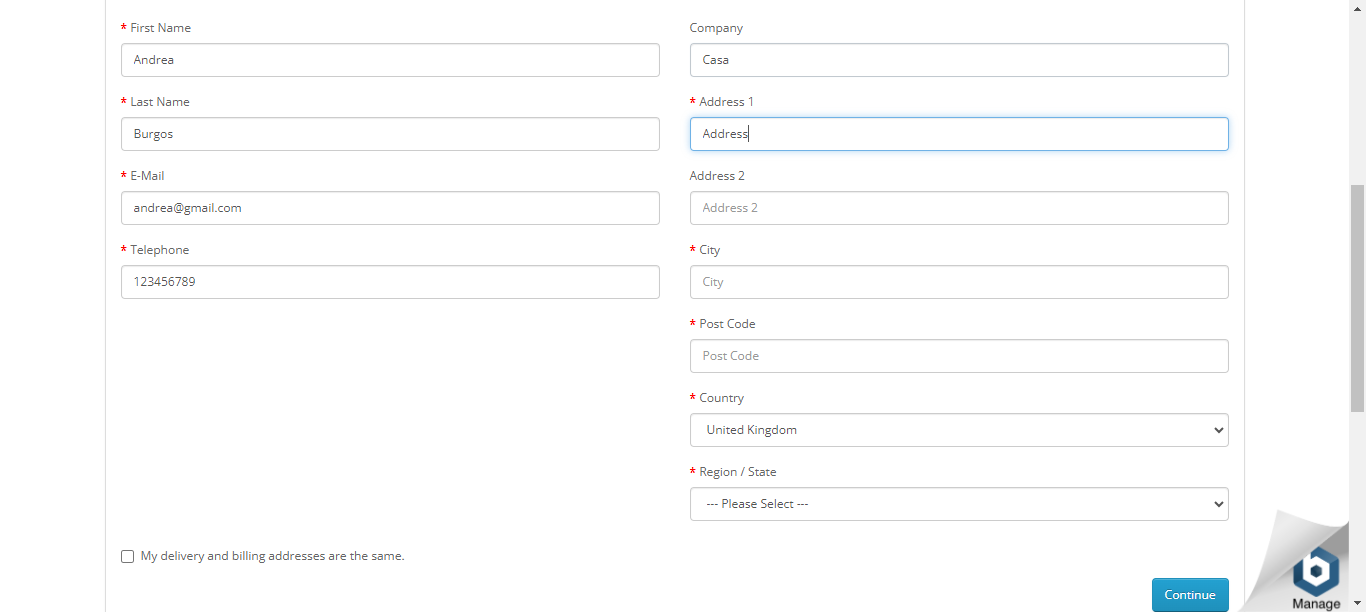 * First Name
Andrea
* Last Name
Burgos
* E-Mail
andrea@gmail.com
* Telephone
123456789
Company
Casa
* Address 1
Address
Address 2
Address 2
* City
City
* Post Code
Post Code
* Country
United Kingdom
* Region / State
--- Please Select ---
My delivery and billing addresses are the same.
Continue
b
Manage